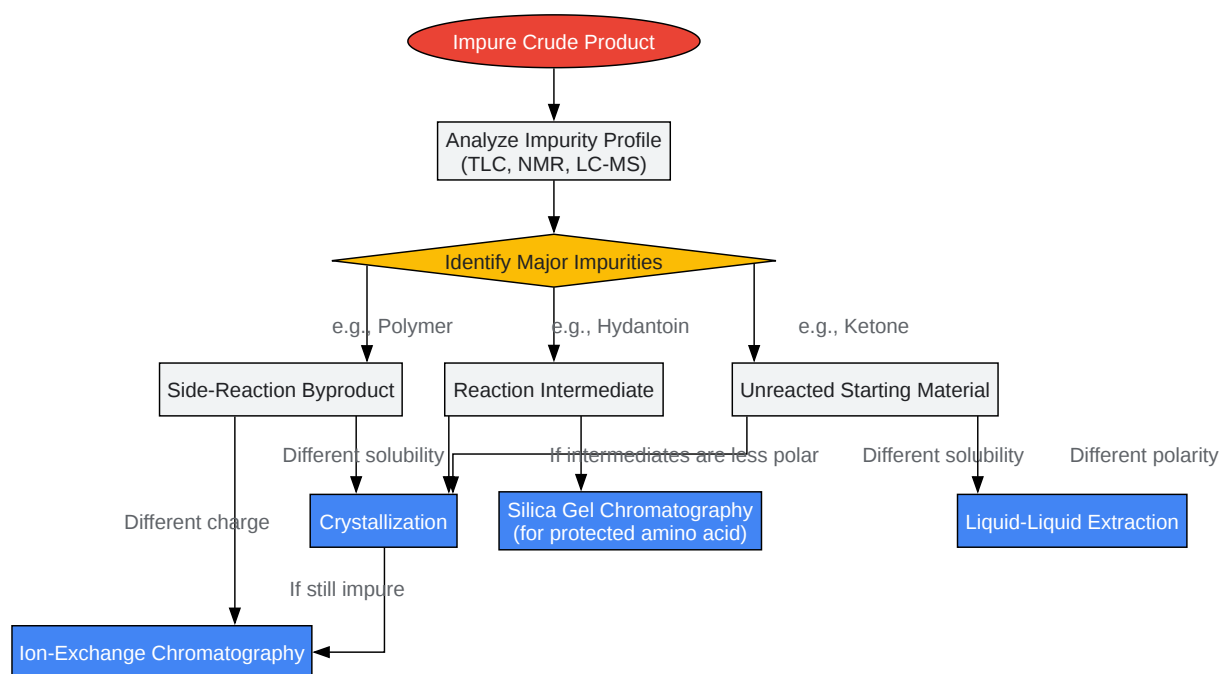 Impure Crude Product
Analyze Impurity Profile
(TLC, NMR, LC-MS)
Identify Major Impurities
e.g., Polymer
e.g., Hydantoin
e.g., Ketone
Side-Reaction Byproduct
Reaction Intermediate
Unreacted Starting Material
Different solubility
If intermediates are less polar
Different solubility
Different polarity
Different charge
Crystallization
Silica Gel Chromatography
(for protected amino acid)
Liquid-Liquid Extraction
If still impure
Ion-Exchange Chromatography